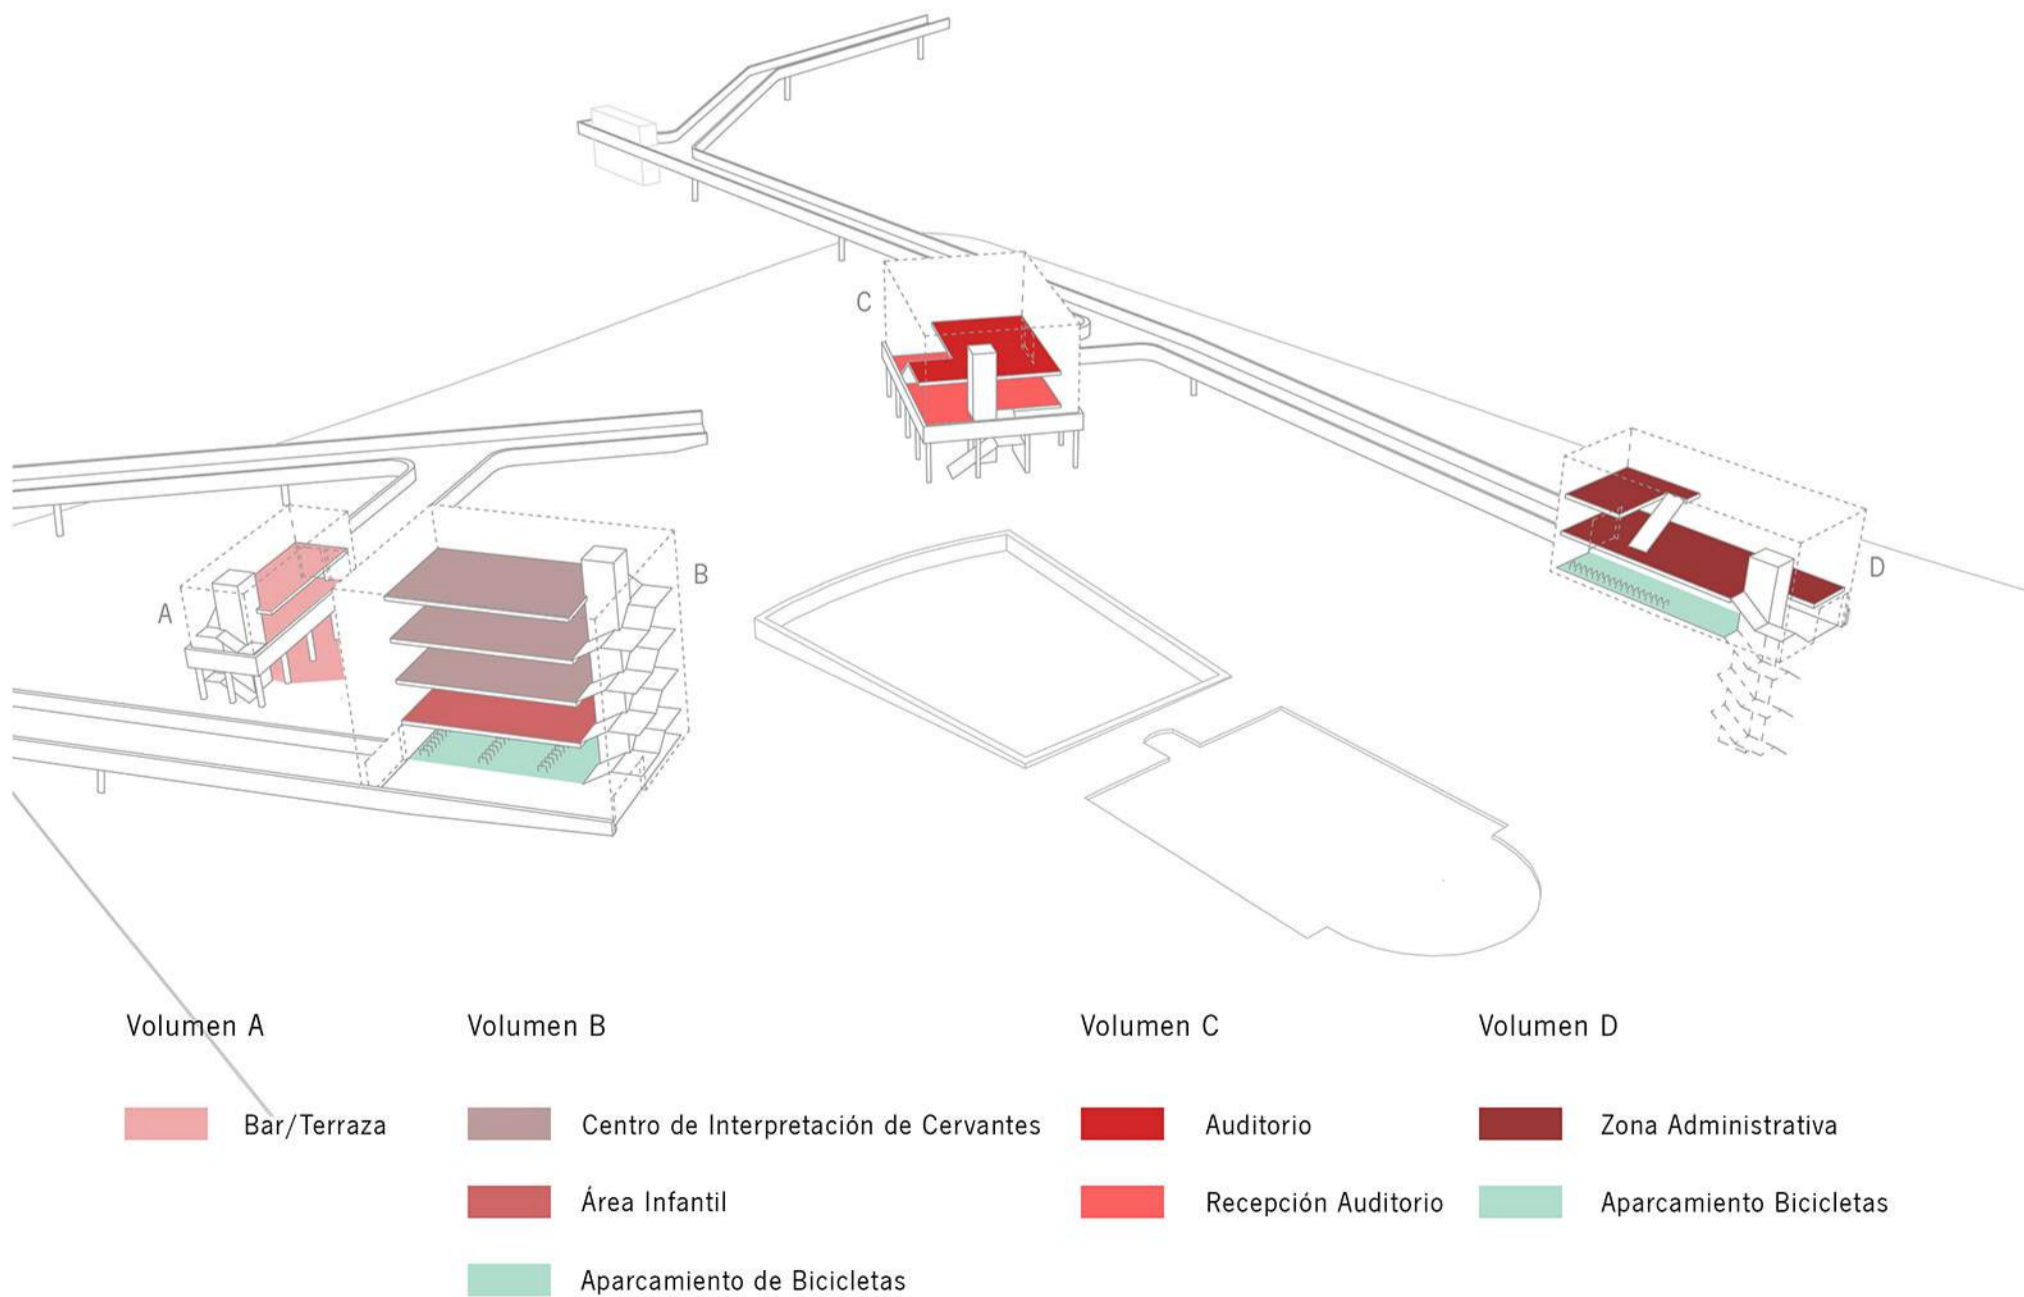 C
B
A
D
Volumen A
Volumen B
Volumen C
Volumen D
Bar/Terraza
Centro de Interpretación de Cervantes
Auditorio
Zona Administrativa
Área Infantil
Recepción Auditorio
Aparcamiento Bicicletas
Aparcamiento de Bicicletas